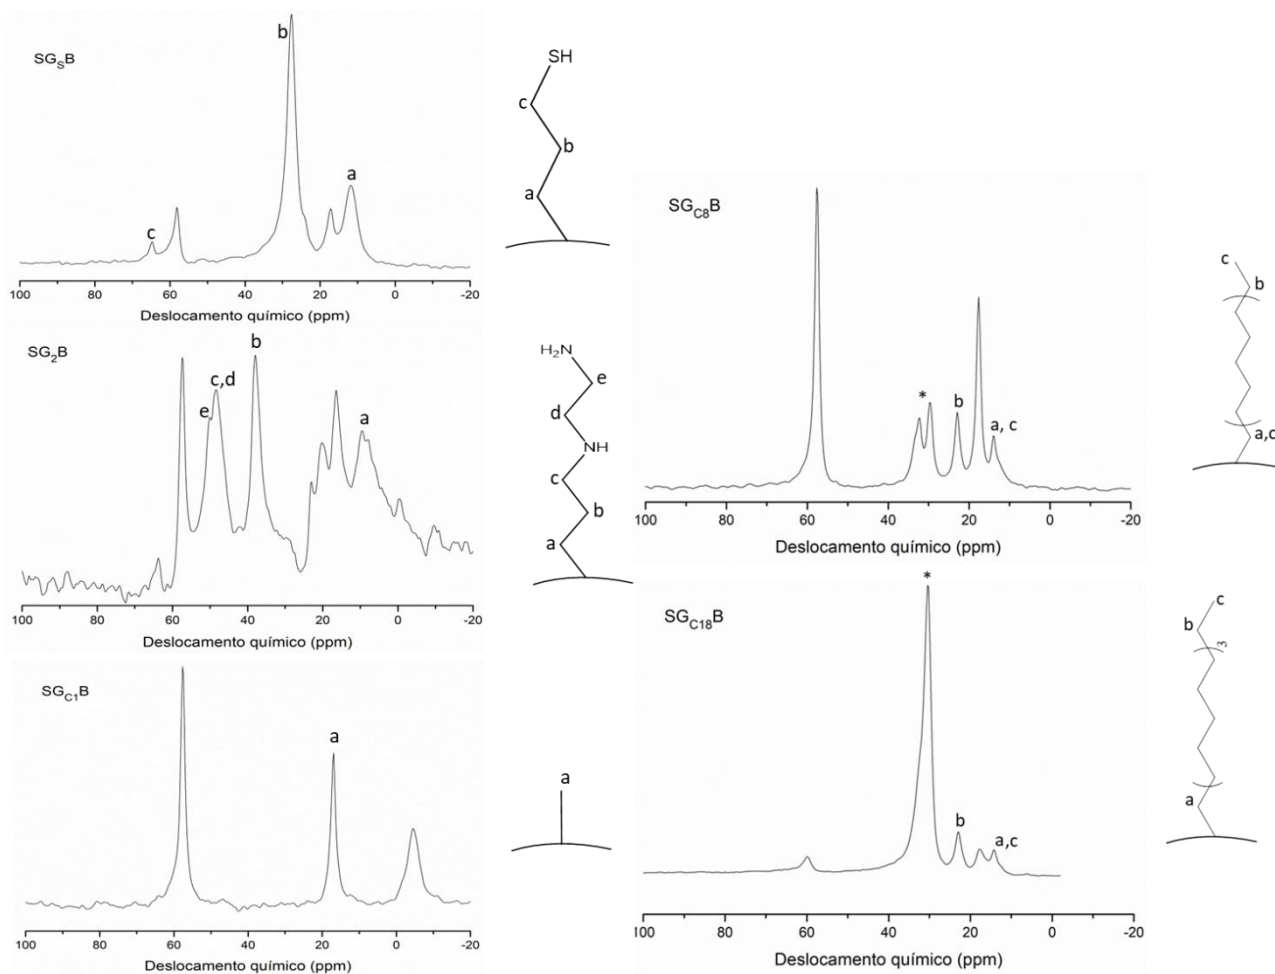 SG_SB
b
a
c
100 80 60 40 20 0 -20
Deslocamento químico (ppm)
SH
c
b
a
SG_2B
b
c,d
e
a
100 80 60 40 20 0 -20
Deslocamento químico (ppm)
H₂N
e
d
NH
c
b
a
SG_C1B
a
100 80 60 40 20 0 -20
Deslocamento químico (ppm)
a
SG_C8B
*
b
a, c
100 80 60 40 20 0 -20
Deslocamento químico (ppm)
c
b
a,c
SG_C18B
*
b
a,c
100 80 60 40 20 0 -20
Deslocamento químico (ppm)
c
b
3
a